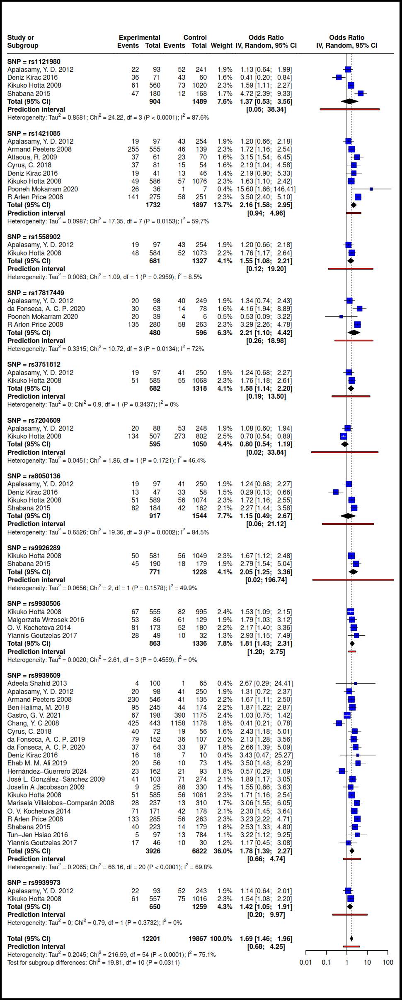 Study or Experimental Control Odds Ratio Odds Ratio
Subgroup Events Total Events Total Weight IV, Random, 95% CI IV, Random, 95% CI
SNP = rs1121980
Apalasamy, Y. D. 2012 22 93 52 241 1.9% 1.13 [0.64; 1.99]
Deniz Kirac 2016 36 71 43 60 1.6% 0.41 [0.20; 0.84]
Kikuko Hotta 2008 61 560 73 1020 2.3% 1.59 [1.11; 2.27]
Shabana 2015 47 180 12 168 1.7% 4.72 [2.39; 9.33]
Total (95% CI) 904 1489 7.6% 1.37 [0.53; 3.56]
Prediction interval [0.05; 38.34]
Heterogeneity: Tau² = 0.8581; Chi² = 24.22, df = 3 (P < 0.0001); I² = 87.6%
SNP = rs1421085
Apalasamy, Y. D. 2012 19 97 43 254 1.9% 1.20 [0.66; 2.18]
Armand Peeters 2008 255 555 46 139 2.3% 1.72 [1.16; 2.54]
Attaoua, R. 2009 37 61 23 70 1.6% 3.15 [1.54; 6.45]
Cyrus, C. 2018 37 81 15 54 1.6% 2.19 [1.04; 4.58]
Deniz Kirac 2016 19 41 13 46 1.4% 2.19 [0.90; 5.33]
Kikuko Hotta 2008 49 586 57 1076 2.3% 1.63 [1.10; 2.42]
Pooneh Mokarram 2020 26 36 1 7 0.4% 15.60 [1.66; 146.41]
R Arlen Price 2008 141 275 58 251 2.3% 3.50 [2.40; 5.10]
Total (95% CI) 1732 1897 13.7% 2.16 [1.58; 2.95]
Prediction interval [0.94; 4.96]
Heterogeneity: Tau² = 0.0987; Chi² = 17.35, df = 7 (P = 0.0153); I² = 59.7%
SNP = rs1558902
Apalasamy, Y. D. 2012 19 97 43 254 1.9% 1.20 [0.66; 2.18]
Kikuko Hotta 2008 48 584 52 1073 2.2% 1.76 [1.17; 2.64]
Total (95% CI) 681 1327 4.1% 1.55 [1.08; 2.21]
Prediction interval [0.12; 19.20]
Heterogeneity: Tau² = 0.0063; Chi² = 1.09, df = 1 (P = 0.2959); I² = 8.5%
SNP = rs17817449
Apalasamy, Y. D. 2012 20 98 40 249 1.9% 1.34 [0.74; 2.43]
da Fonseca, A. C. P. 2020 30 63 14 78 1.6% 4.16 [1.94; 8.89]
Pooneh Mokarram 2020 20 39 4 6 0.5% 0.53 [0.09; 3.22]
R Arlen Price 2008 135 280 58 263 2.3% 3.29 [2.26; 4.78]
Total (95% CI) 480 596 6.3% 2.21 [1.10; 4.42]
Prediction interval [0.26; 18.98]
Heterogeneity: Tau² = 0.3315; Chi² = 10.72, df = 3 (P = 0.0134); I² = 72%
SNP = rs3751812
Apalasamy, Y. D. 2012 19 97 41 250 1.9% 1.24 [0.68; 2.27]
Kikuko Hotta 2008 51 585 55 1068 2.3% 1.76 [1.18; 2.61]
Total (95% CI) 682 1318 4.1% 1.58 [1.14; 2.20]
Prediction interval [0.19; 13.50]
Heterogeneity: Tau² = 0; Chi² = 0.9, df = 1 (P = 0.3437); I² = 0%
SNP = rs7204609
Apalasamy, Y. D. 2012 20 88 53 248 1.9% 1.08 [0.60; 1.94]
Kikuko Hotta 2008 134 507 273 802 2.5% 0.70 [0.54; 0.89]
Total (95% CI) 595 1050 4.4% 0.80 [0.54; 1.19]
Prediction interval [0.02; 33.84]
Heterogeneity: Tau² = 0.0451; Chi² = 1.86, df = 1 (P = 0.1721); I² = 46.4%
SNP = rs8050136
Apalasamy, Y. D. 2012 19 97 41 250 1.9% 1.24 [0.68; 2.27]
Deniz Kirac 2016 13 47 33 58 1.5% 0.29 [0.13; 0.66]
Kikuko Hotta 2008 51 589 56 1074 2.3% 1.72 [1.16; 2.55]
Shabana 2015 82 184 42 162 2.1% 2.27 [1.44; 3.58]
Total (95% CI) 917 1544 7.7% 1.15 [0.49; 2.67]
Prediction interval [0.06; 21.12]
Heterogeneity: Tau² = 0.6526; Chi² = 19.36, df = 3 (P = 0.0002); I² = 84.5%
SNP = rs9926289
Kikuko Hotta 2008 50 581 56 1049 2.3% 1.67 [1.12; 2.48]
Shabana 2015 45 190 18 179 1.9% 2.79 [1.54; 5.04]
Total (95% CI) 771 1228 4.1% 2.05 [1.25; 3.36]
Prediction interval [0.02; 196.74]
Heterogeneity: Tau² = 0.0656; Chi² = 2, df = 1 (P = 0.1578); I² = 49.9%
SNP = rs9930506
Kikuko Hotta 2008 67 555 82 995 2.4% 1.53 [1.09; 2.15]
Malgorzata Wrzosek 2016 53 86 61 129 2.0% 1.79 [1.03; 3.12]
O. V. Kochetova 2014 81 173 52 180 2.2% 2.17 [1.40; 3.36]
Yiannis Goutzelas 2017 28 49 10 32 1.3% 2.93 [1.15; 7.49]
Total (95% CI) 863 1336 7.8% 1.81 [1.43; 2.31]
Prediction interval [1.20; 2.75]
Heterogeneity: Tau² = 0.0020; Chi² = 2.61, df = 3 (P = 0.4559); I² = 0%
SNP = rs9939609
Adeela Shahid 2013 4 100 1 65 0.4% 2.67 [0.29; 24.41]
Apalasamy, Y. D. 2012 20 98 41 250 1.9% 1.31 [0.72; 2.37]
Armand Peeters 2008 230 546 41 135 2.2% 1.67 [1.11; 2.50]
Ben Halima, M. 2018 95 245 44 174 2.2% 1.87 [1.22; 2.87]
Castro, G. V. 2021 67 198 390 1175 2.4% 1.03 [0.75; 1.42]
Chang, Y. C 2008 425 443 1158 1178 1.8% 0.41 [0.21; 0.78]
Cyrus, C. 2018 40 72 19 56 1.6% 2.43 [1.18; 5.01]
da Fonseca, A. C. P. 2019 79 152 36 107 2.0% 2.13 [1.28; 3.56]
da Fonseca, A. C. P. 2020 37 64 33 97 1.8% 2.66 [1.39; 5.09]
Deniz Kirac 2016 16 18 7 10 0.4% 3.43 [0.47; 25.27]
Ehab M. M. Ali 2019 20 56 10 73 1.4% 3.50 [1.48; 8.29]
Hernández−Guerrero 2024 23 162 21 93 1.8% 0.57 [0.29; 1.09]
José L. González−Sánchez 2009 41 103 71 274 2.1% 1.89 [1.17; 3.05]
Josefin A Jacobsson 2009 9 25 88 330 1.4% 1.55 [0.66; 3.63]
Kikuko Hotta 2008 51 585 56 1061 2.3% 1.71 [1.16; 2.54]
Marisela Villalobos−Comparán 2008 28 237 13 310 1.7% 3.06 [1.55; 6.05]
O. V. Kochetova 2014 71 171 42 178 2.1% 2.30 [1.45; 3.64]
R Arlen Price 2008 133 285 56 263 2.3% 3.23 [2.22; 4.71]
Shabana 2015 40 223 14 179 1.8% 2.53 [1.33; 4.80]
Tun−Jen Hsiao 2016 5 97 13 784 1.1% 3.22 [1.12; 9.25]
Yiannis Goutzelas 2017 17 46 10 30 1.2% 1.17 [0.45; 3.08]
Total (95% CI) 3926 6822 36.0% 1.78 [1.39; 2.27]
Prediction interval [0.66; 4.74]
Heterogeneity: Tau² = 0.2065; Chi² = 66.16, df = 20 (P < 0.0001); I² = 69.8%
SNP = rs9939973
Apalasamy, Y. D. 2012 22 93 52 243 1.9% 1.14 [0.64; 2.01]
Kikuko Hotta 2008 61 557 75 1016 2.3% 1.54 [1.08; 2.20]
Total (95% CI) 650 1259 4.3% 1.42 [1.05; 1.91]
Prediction interval [0.20; 9.97]
Heterogeneity: Tau² = 0; Chi² = 0.79, df = 1 (P = 0.3732); I² = 0%
Total (95% CI) 12201 19867 100.0% 1.69 [1.46; 1.96]
Prediction interval [0.68; 4.25]
Heterogeneity: Tau² = 0.2045; Chi² = 216.59, df = 54 (P < 0.0001); I² = 75.1%
Test for subgroup differences: Chi² = 19.81, df = 10 (P = 0.0311)
0.01 0.1 1 10 100